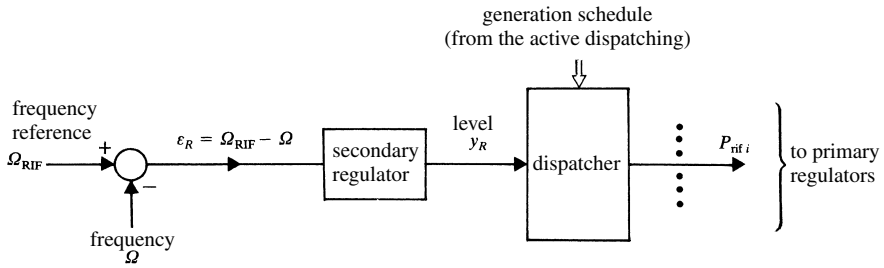 generation schedule
(from the active dispatching)
frequency
reference
Ω_RIF
+
ε_R = Ω_RIF − Ω
−
frequency
Ω
secondary
regulator
level
y_R
dispatcher
P_rif i
to primary
regulators